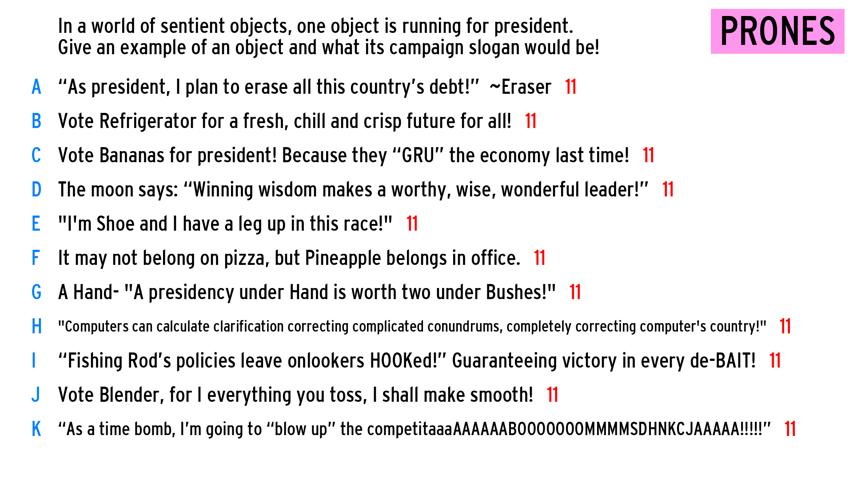 In a world of sentient objects, one object is running for president.
Give an example of an object and what its campaign slogan would be!
PRONES
A “As president, I plan to erase all this country’s debt!” ~Eraser 11
B Vote Refrigerator for a fresh, chill and crisp future for all! 11
C Vote Bananas for president! Because they “GRU” the economy last time! 11
D The moon says: “Winning wisdom makes a worthy, wise, wonderful leader!” 11
E "I'm Shoe and I have a leg up in this race!" 11
F It may not belong on pizza, but Pineapple belongs in office. 11
G A Hand- "A presidency under Hand is worth two under Bushes!" 11
H "Computers can calculate clarification correcting complicated conundrums, completely correcting computer's country!" 11
I “Fishing Rod’s policies leave onlookers HOOKed!” Guaranteeing victory in every de-BAIT! 11
J Vote Blender, for I everything you toss, I shall make smooth! 11
K “As a time bomb, I’m going to “blow up” the competitaaaAAAAAABOOOOOOOMMMMSDHNKCJAAAAA!!!!!” 11